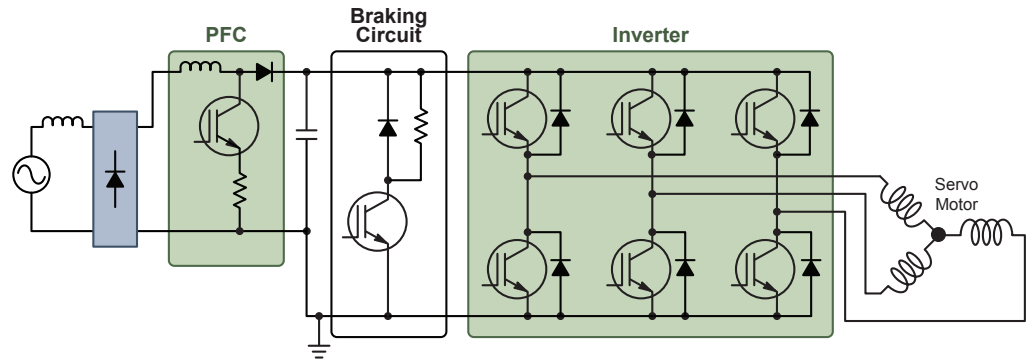 PFC
Braking
Circuit
Inverter
Servo
Motor